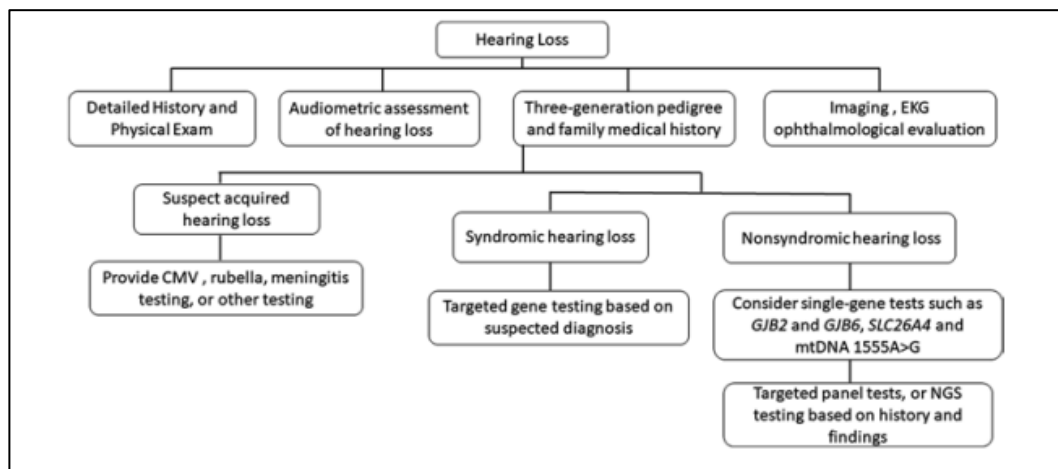 Hearing Loss
Detailed History and
Physical Exam
Audiometric assessment
of hearing loss
Three-generation pedigree
and family medical history
Imaging , EKG
ophthalmological evaluation
Suspect acquired
hearing loss
Syndromic hearing loss
Nonsyndromic hearing loss
Provide CMV , rubella, meningitis
testing, or other testing
Targeted gene testing based on
suspected diagnosis
Consider single-gene tests such as
GJB2 and GJB6, SLC26A4 and
mtDNA 1555A>G
Targeted panel tests, or NGS
testing based on history and
findings